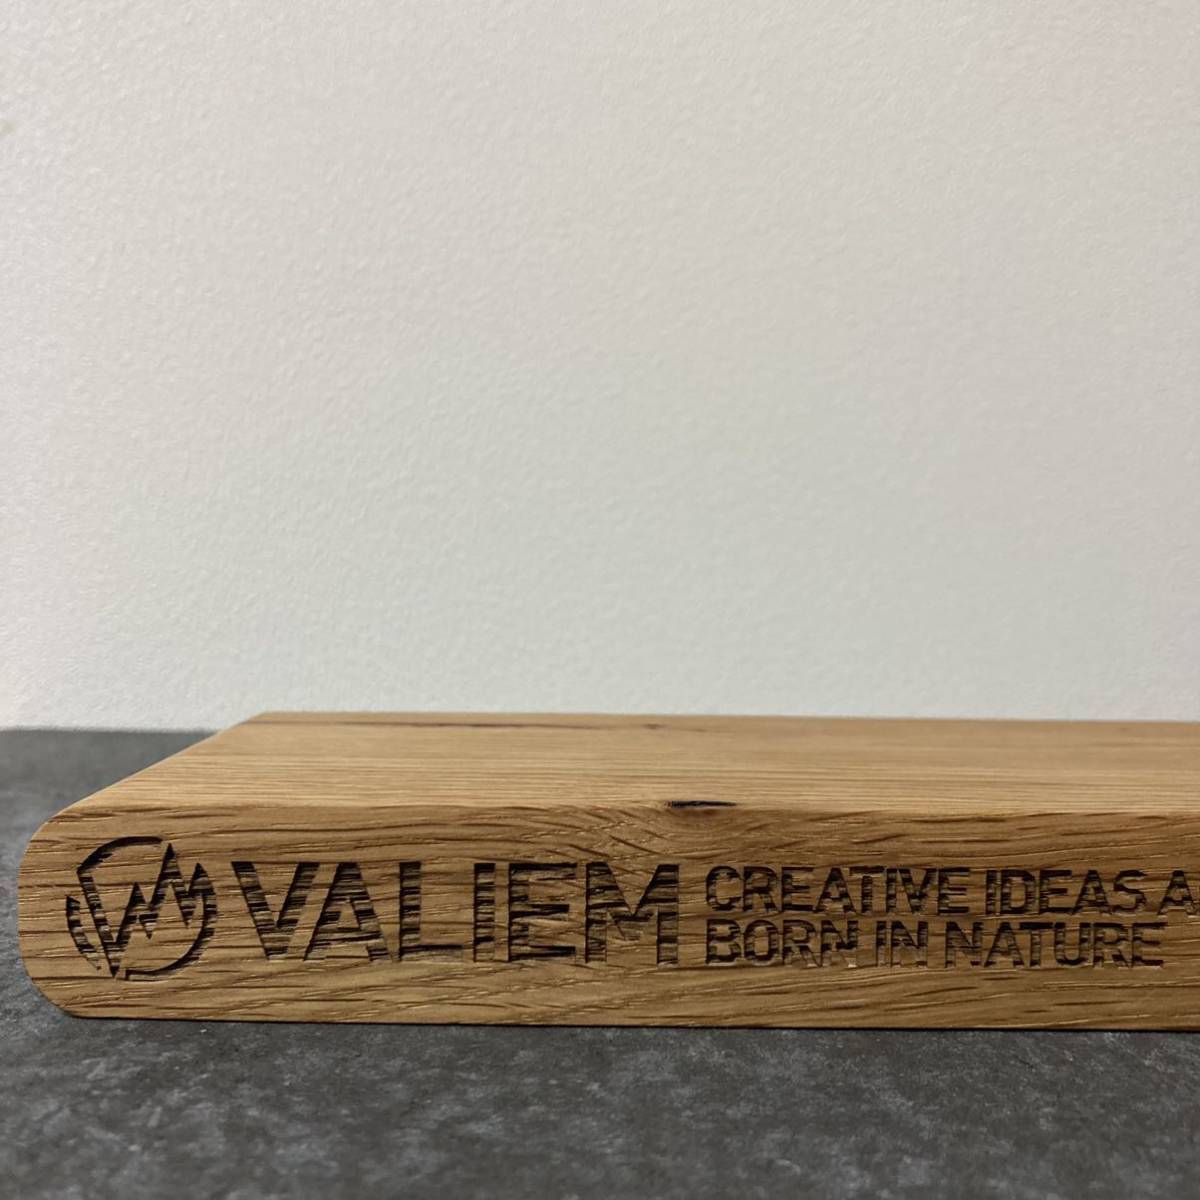 VALIEM
CREATIVE IDEAS A
BORN IN NATURE